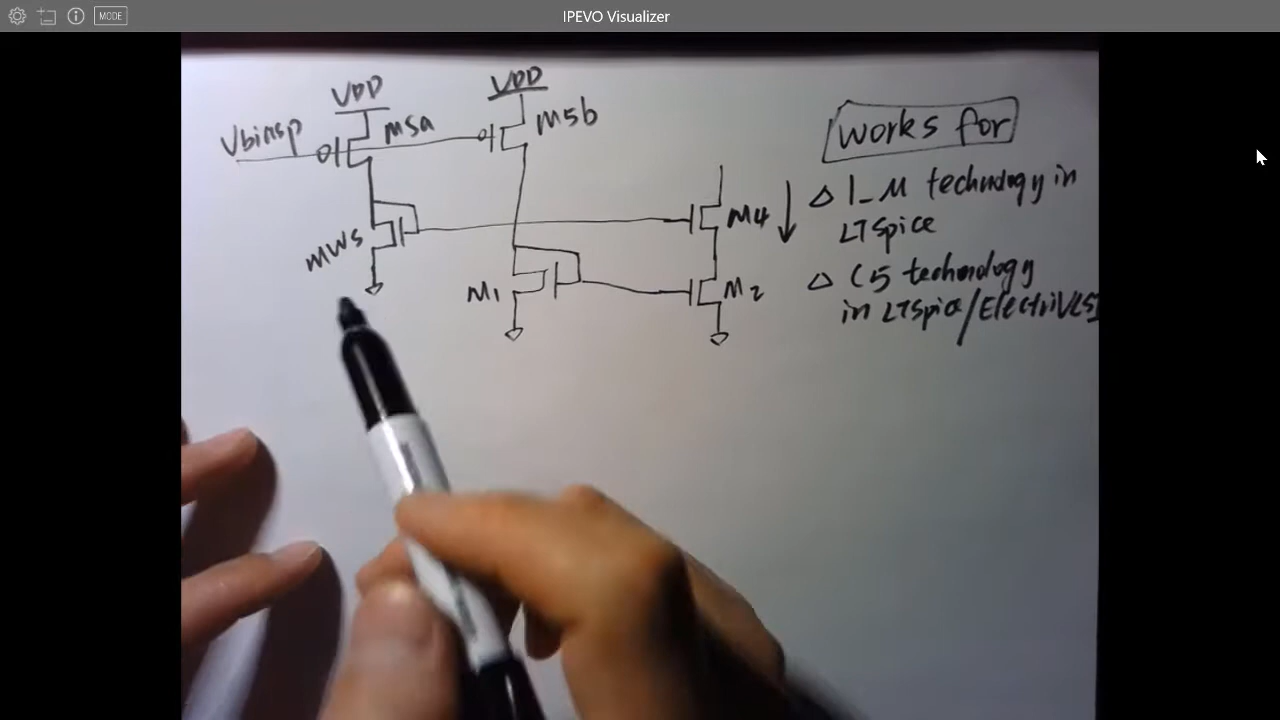 MODE
IPEVO Visualizer
VDD
VDD
Vbiasp
M5a
M5b
MWS
M4
M1
M2
Works for
Δ 1_u technology in
LTSpice
Δ C5 technology
in LTSpice/ElectricVLSI